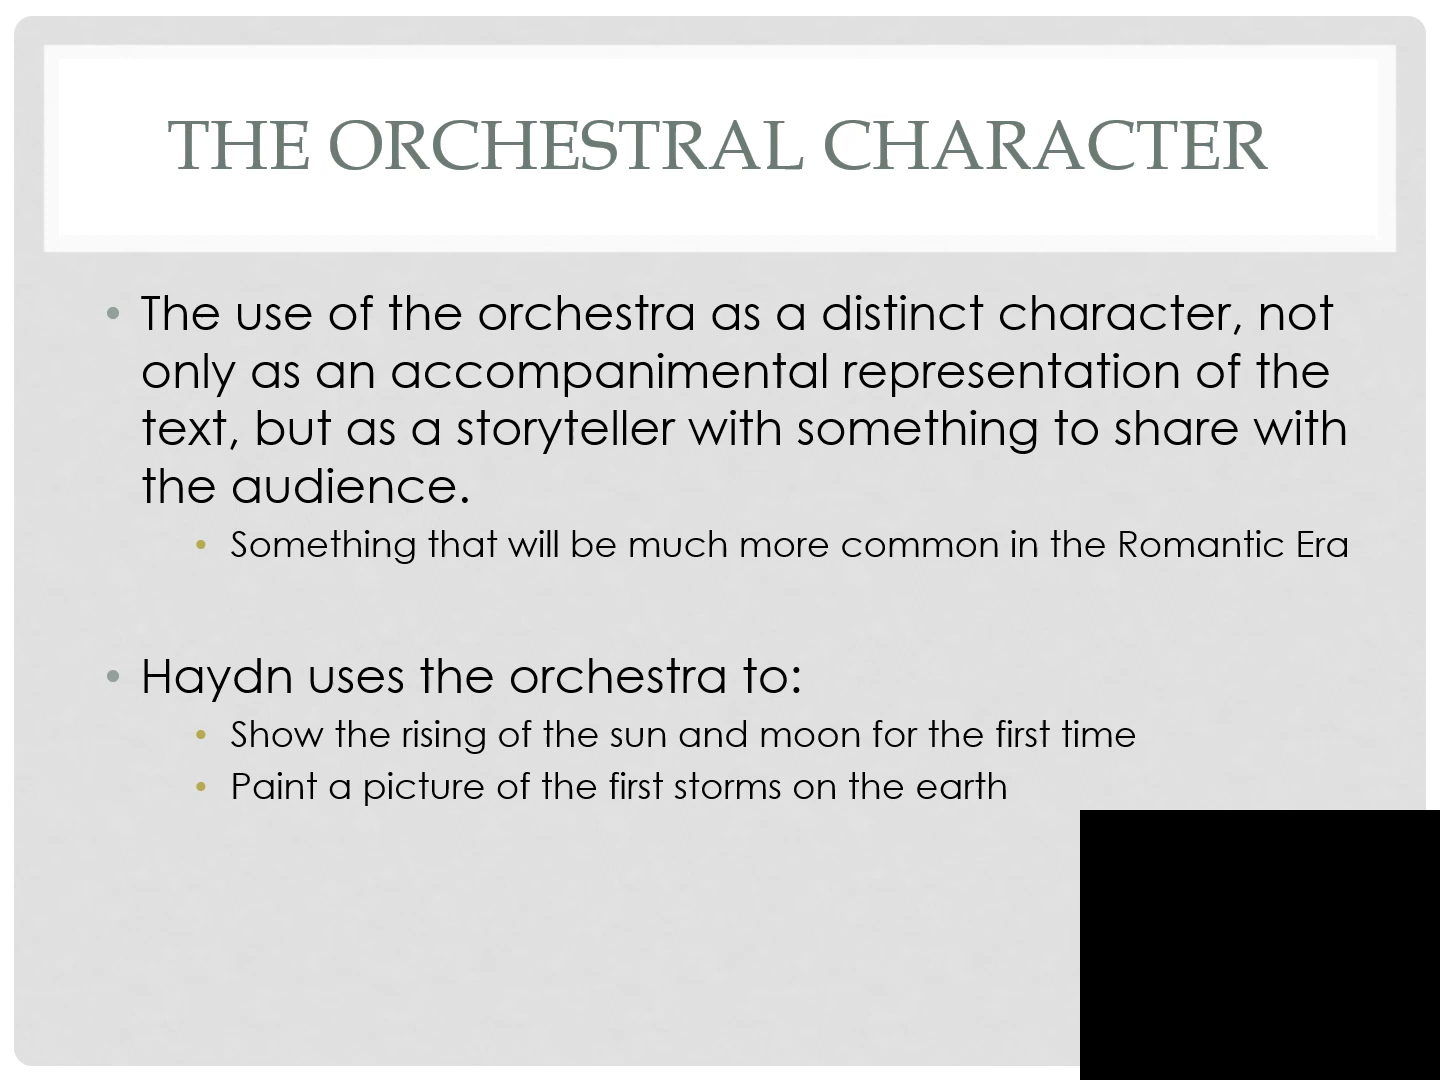 THE ORCHESTRAL CHARACTER
• The use of the orchestra as a distinct character, not
only as an accompanimental representation of the
text, but as a storyteller with something to share with
the audience.
• Something that will be much more common in the Romantic Era
• Haydn uses the orchestra to:
• Show the rising of the sun and moon for the first time
• Paint a picture of the first storms on the earth